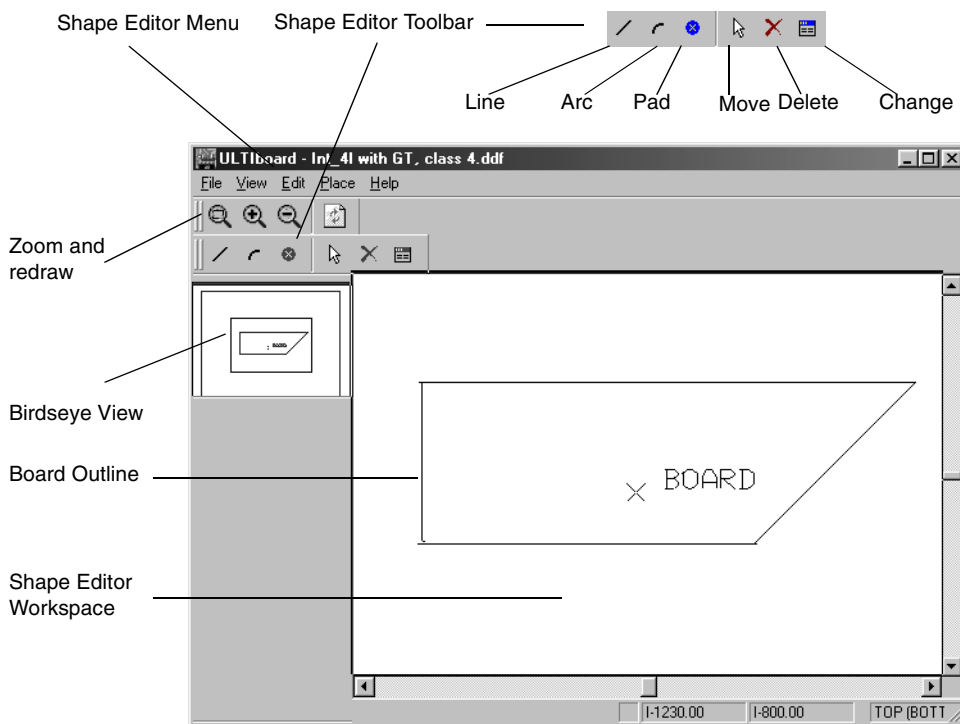 Shape Editor Menu
Shape Editor Toolbar
Line
Arc
Pad
Move
Delete
Change
ULTIboard - Int_4l with GT, class 4.ddf
File View Edit Place Help
Zoom and
redraw
Birdseye View
Board Outline
BOARD
BOARD
Shape Editor
Workspace
I-1230.00
I-800.00
TOP (BOTT